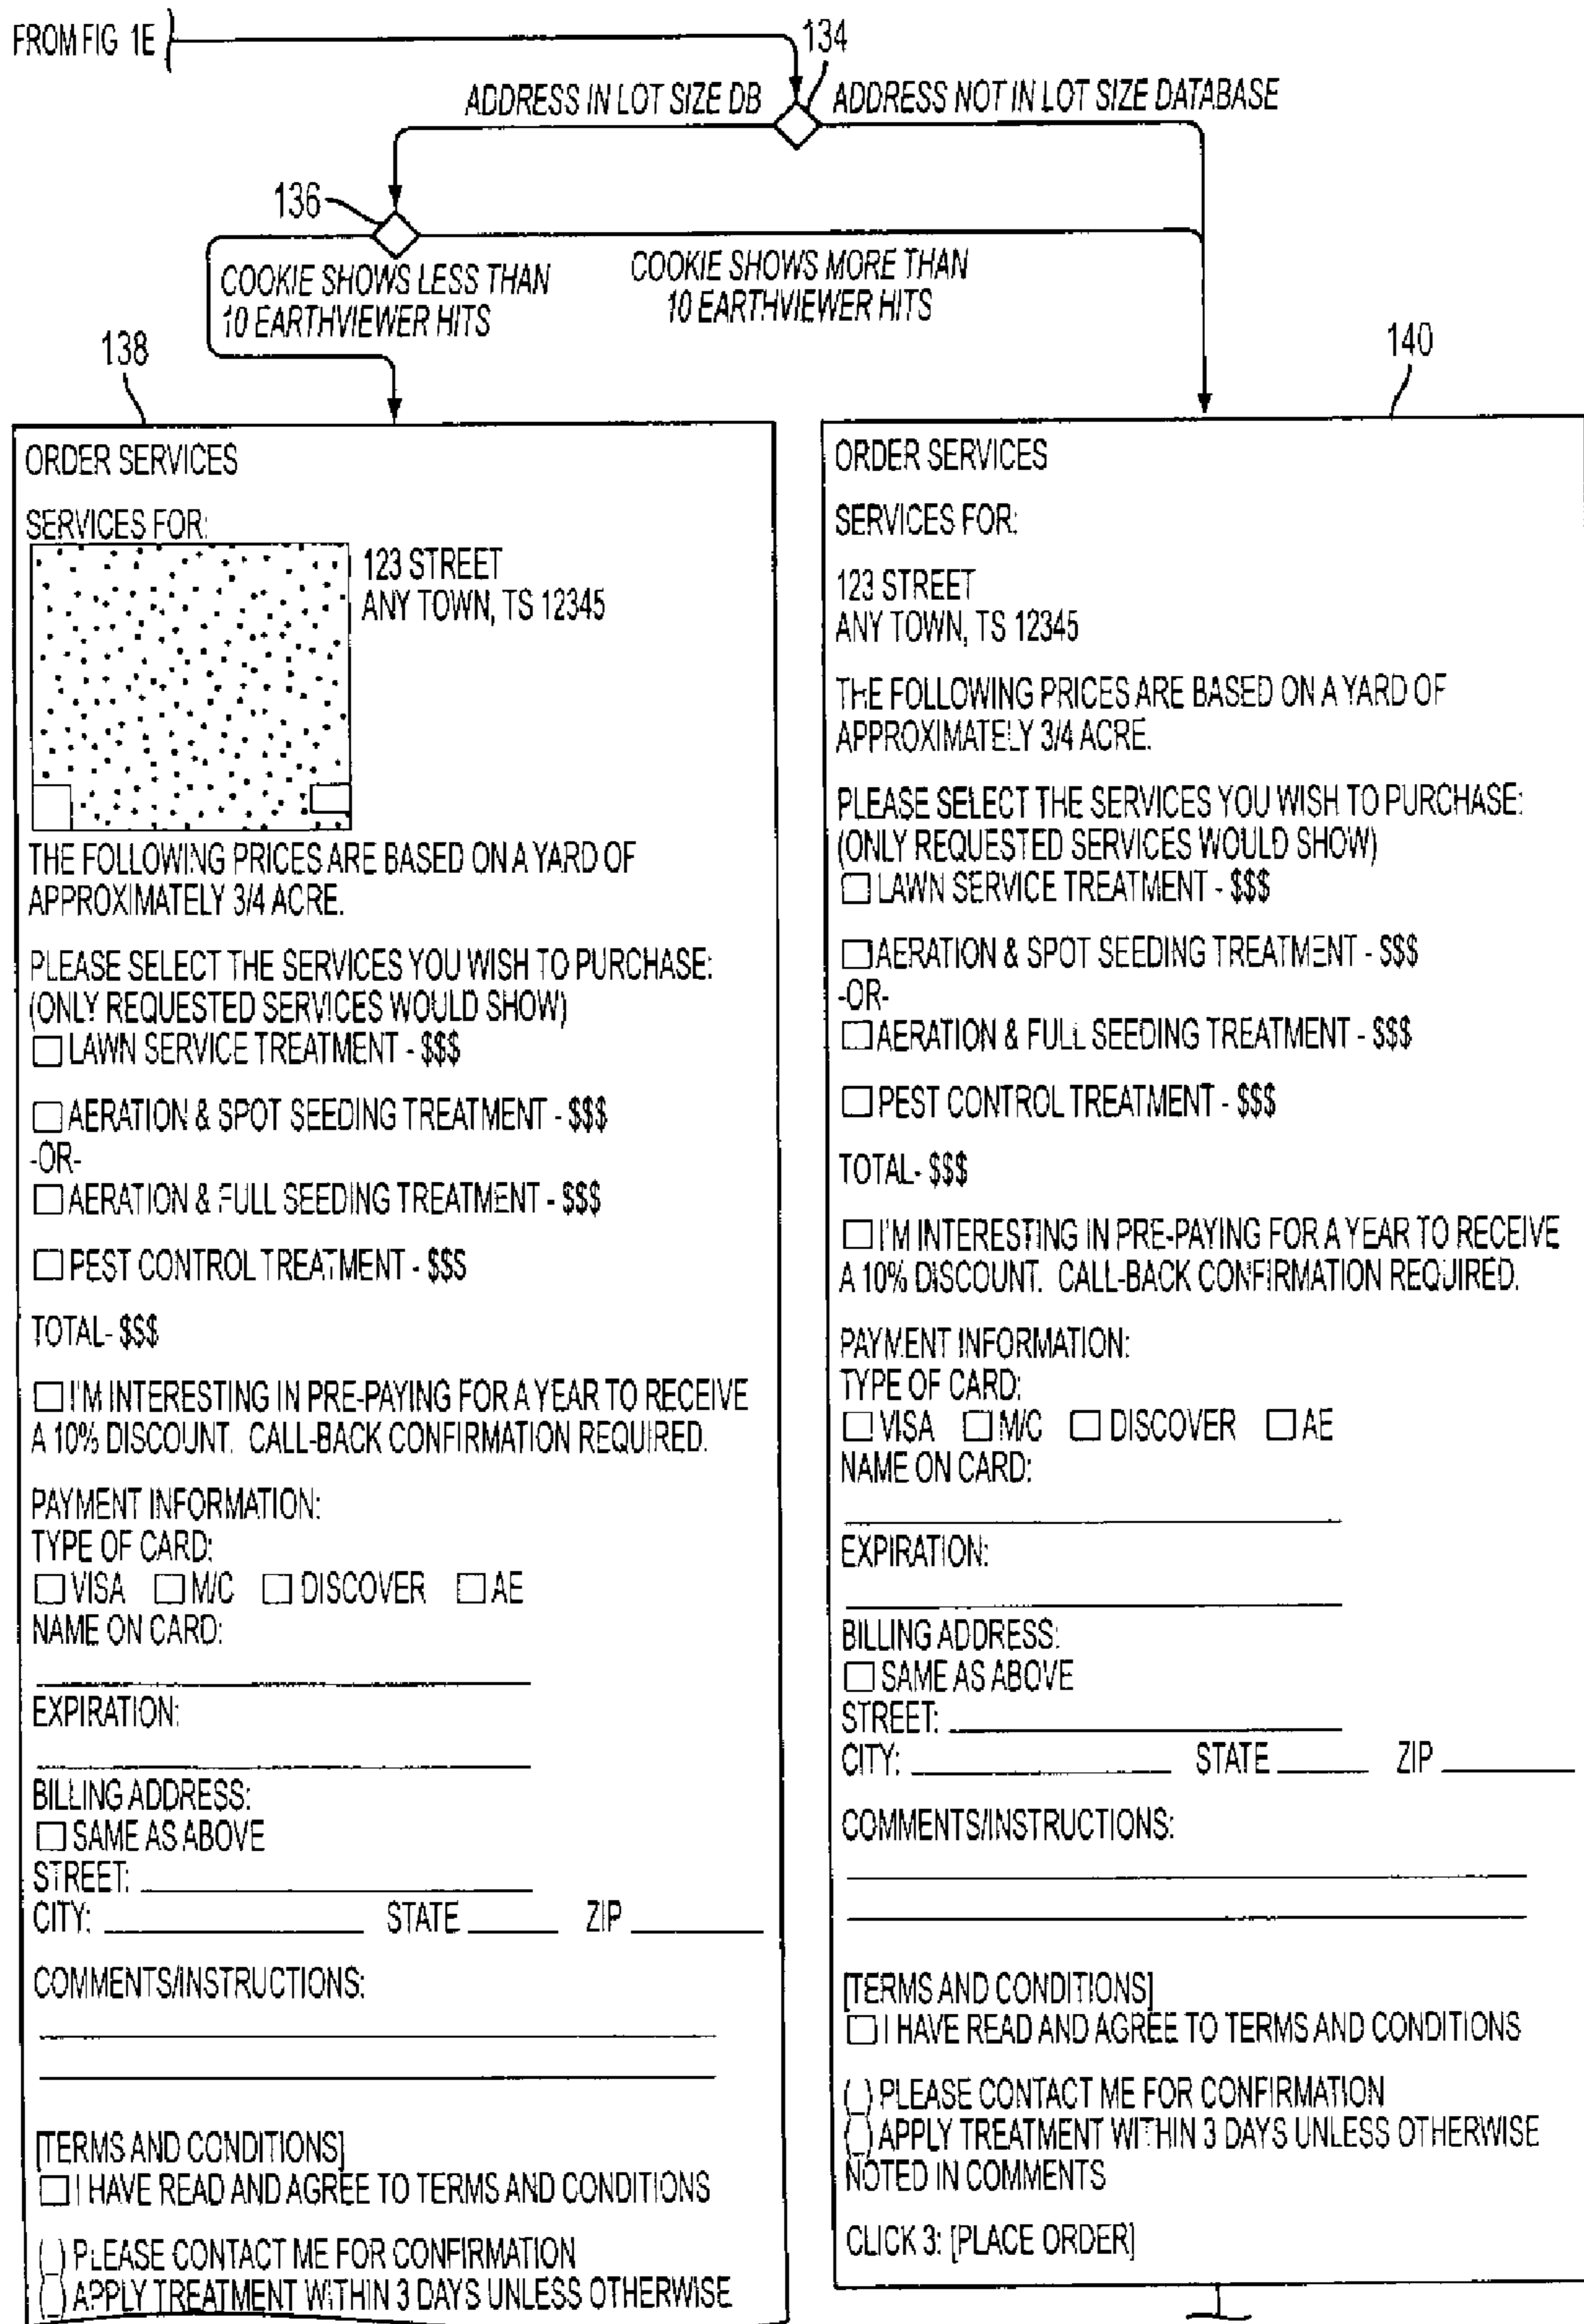 FROM FIG 1E
134
ADDRESS IN LOT SIZE DB
ADDRESS NOT IN LOT SIZE DATABASE
136
COOKIE SHOWS LESS THAN
10 EARTHVIEWER HITS
COOKIE SHOWS MORE THAN
10 EARTHVIEWER HITS
138
ORDER SERVICES
SERVICES FOR:
123 STREET
ANY TOWN, TS 12345
THE FOLLOWING PRICES ARE BASED ON A YARD OF
APPROXIMATELY 3/4 ACRE.
PLEASE SELECT THE SERVICES YOU WISH TO PURCHASE:
(ONLY REQUESTED SERVICES WOULD SHOW)
LAWN SERVICE TREATMENT - $$$
AERATION & SPOT SEEDING TREATMENT - $$$
-OR-
AERATION & FULL SEEDING TREATMENT - $$$
PEST CONTROL TREATMENT - $$$
TOTAL- $$$
I'M INTERESTING IN PRE-PAYING FOR A YEAR TO RECEIVE
A 10% DISCOUNT. CALL-BACK CONFIRMATION REQUIRED.
PAYMENT INFORMATION:
TYPE OF CARD:
VISA M/C DISCOVER AE
NAME ON CARD:
EXPIRATION:
BILLING ADDRESS:
SAME AS ABOVE
STREET:
CITY: STATE ZIP
COMMENTS/INSTRUCTIONS:
[TERMS AND CONDITIONS]
I HAVE READ AND AGREE TO TERMS AND CONDITIONS
(_) PLEASE CONTACT ME FOR CONFIRMATION
(_) APPLY TREATMENT WITHIN 3 DAYS UNLESS OTHERWISE
140
ORDER SERVICES
SERVICES FOR:
123 STREET
ANY TOWN, TS 12345
THE FOLLOWING PRICES ARE BASED ON A YARD OF
APPROXIMATELY 3/4 ACRE.
PLEASE SELECT THE SERVICES YOU WISH TO PURCHASE:
(ONLY REQUESTED SERVICES WOULD SHOW)
LAWN SERVICE TREATMENT - $$$
AERATION & SPOT SEEDING TREATMENT - $$$
-OR-
AERATION & FULL SEEDING TREATMENT - $$$
PEST CONTROL TREATMENT - $$$
TOTAL- $$$
I'M INTERESTING IN PRE-PAYING FOR A YEAR TO RECEIVE
A 10% DISCOUNT. CALL-BACK CONFIRMATION REQUIRED.
PAYMENT INFORMATION:
TYPE OF CARD:
VISA M/C DISCOVER AE
NAME ON CARD:
EXPIRATION:
BILLING ADDRESS:
SAME AS ABOVE
STREET:
CITY: STATE ZIP
COMMENTS/INSTRUCTIONS:
[TERMS AND CONDITIONS]
I HAVE READ AND AGREE TO TERMS AND CONDITIONS
(_) PLEASE CONTACT ME FOR CONFIRMATION
(_) APPLY TREATMENT WITHIN 3 DAYS UNLESS OTHERWISE
NOTED IN COMMENTS
CLICK 3: [PLACE ORDER]